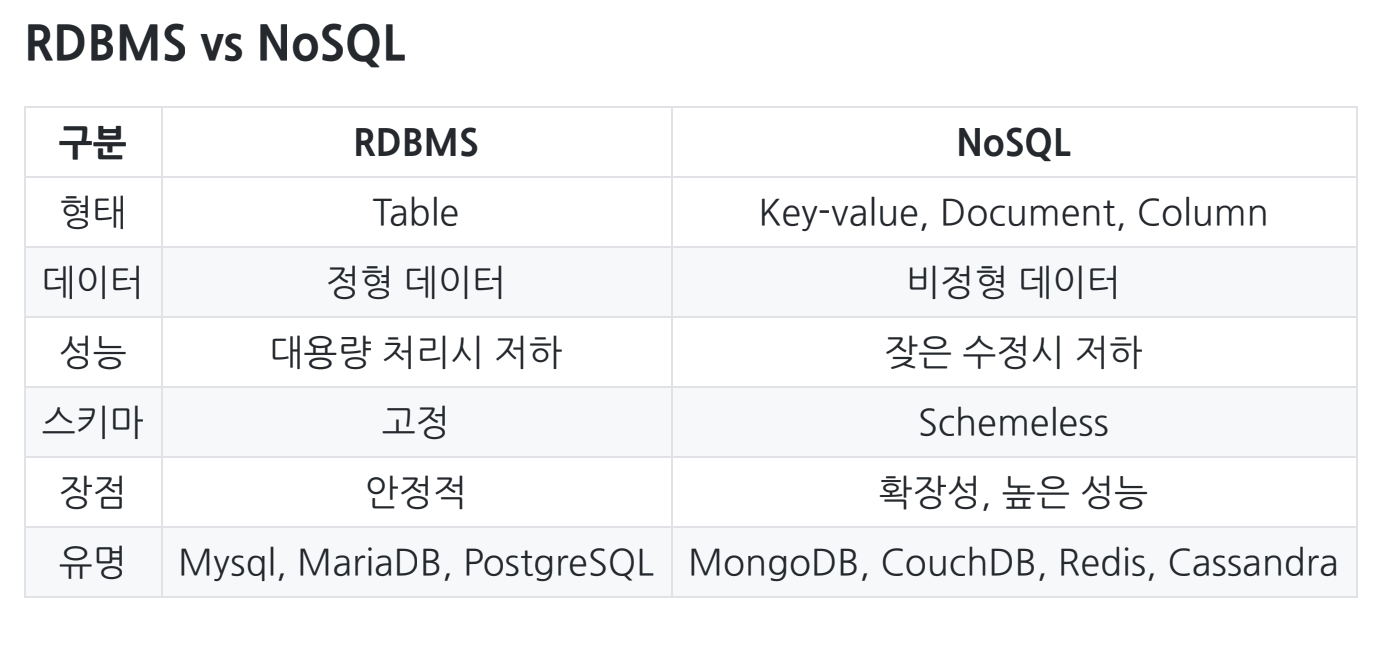 RDBMS vs NoSQL
구분 RDBMS NoSQL
형태 Table Key-value, Document, Column
데이터 정형 데이터 비정형 데이터
성능 대용량 처리시 저하 잦은 수정시 저하
스키마 고정 Schemeless
장점 안정적 확장성, 높은 성능
유명 Mysql, MariaDB, PostgreSQL MongoDB, CouchDB, Redis, Cassandra